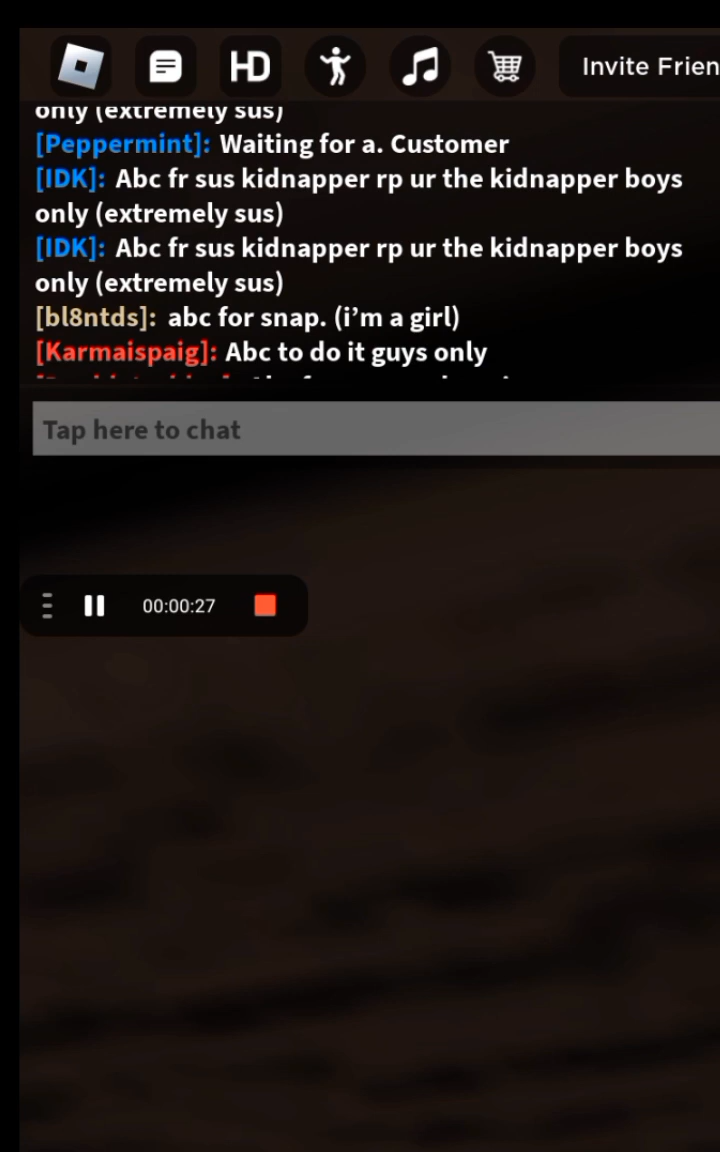 HD
Invite Frien
only (extremely sus)
[Peppermint]: Waiting for a. Customer
[IDK]: Abc fr sus kidnapper rp ur the kidnapper boys
only (extremely sus)
[IDK]: Abc fr sus kidnapper rp ur the kidnapper boys
only (extremely sus)
[bl8ntds]: abc for snap. (i’m a girl)
[Karmaispaig]: Abc to do it guys only
Tap here to chat
00:00:27